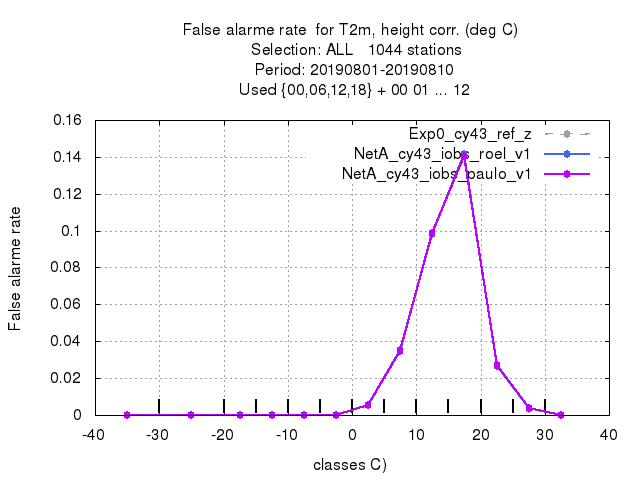 False alarme rate  for T2m, height corr. (deg C)
Selection: ALL   1044 stations
Period: 20190801-20190810
Used {00,06,12,18} + 00 01 ... 12
Exp0_cy43_ref_z
NetA_cy43_iobs_roel_v1
NetA_cy43_iobs_paulo_v1
False alarme rate
0.16
0.14
0.12
0.1
0.08
0.06
0.04
0.02
0
-40 -30 -20 -10 0 10 20 30 40
classes C)